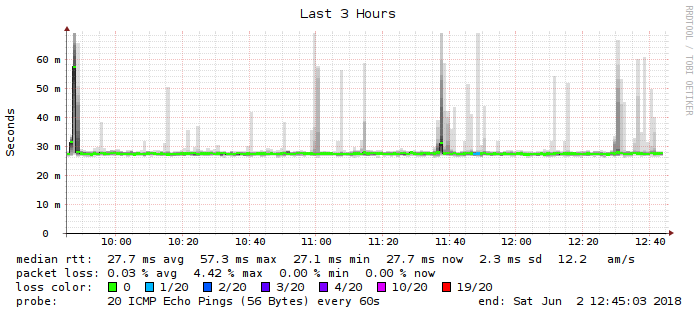 Last 3 Hours
RRDTOOL / TOBI OETIKER
Seconds
60 m
50 m
40 m
30 m
20 m
10 m
0
10:00 10:20 10:40 11:00 11:20 11:40 12:00 12:20 12:40
median rtt: 27.7 ms avg 57.3 ms max 27.1 ms min 27.7 ms now 2.3 ms sd 12.2 am/s
packet loss: 0.03 % avg 4.42 % max 0.00 % min 0.00 % now
loss color: 0 1/20 2/20 3/20 4/20 10/20 19/20
probe: 20 ICMP Echo Pings (56 Bytes) every 60s end: Sat Jun 2 12:45:03 2018